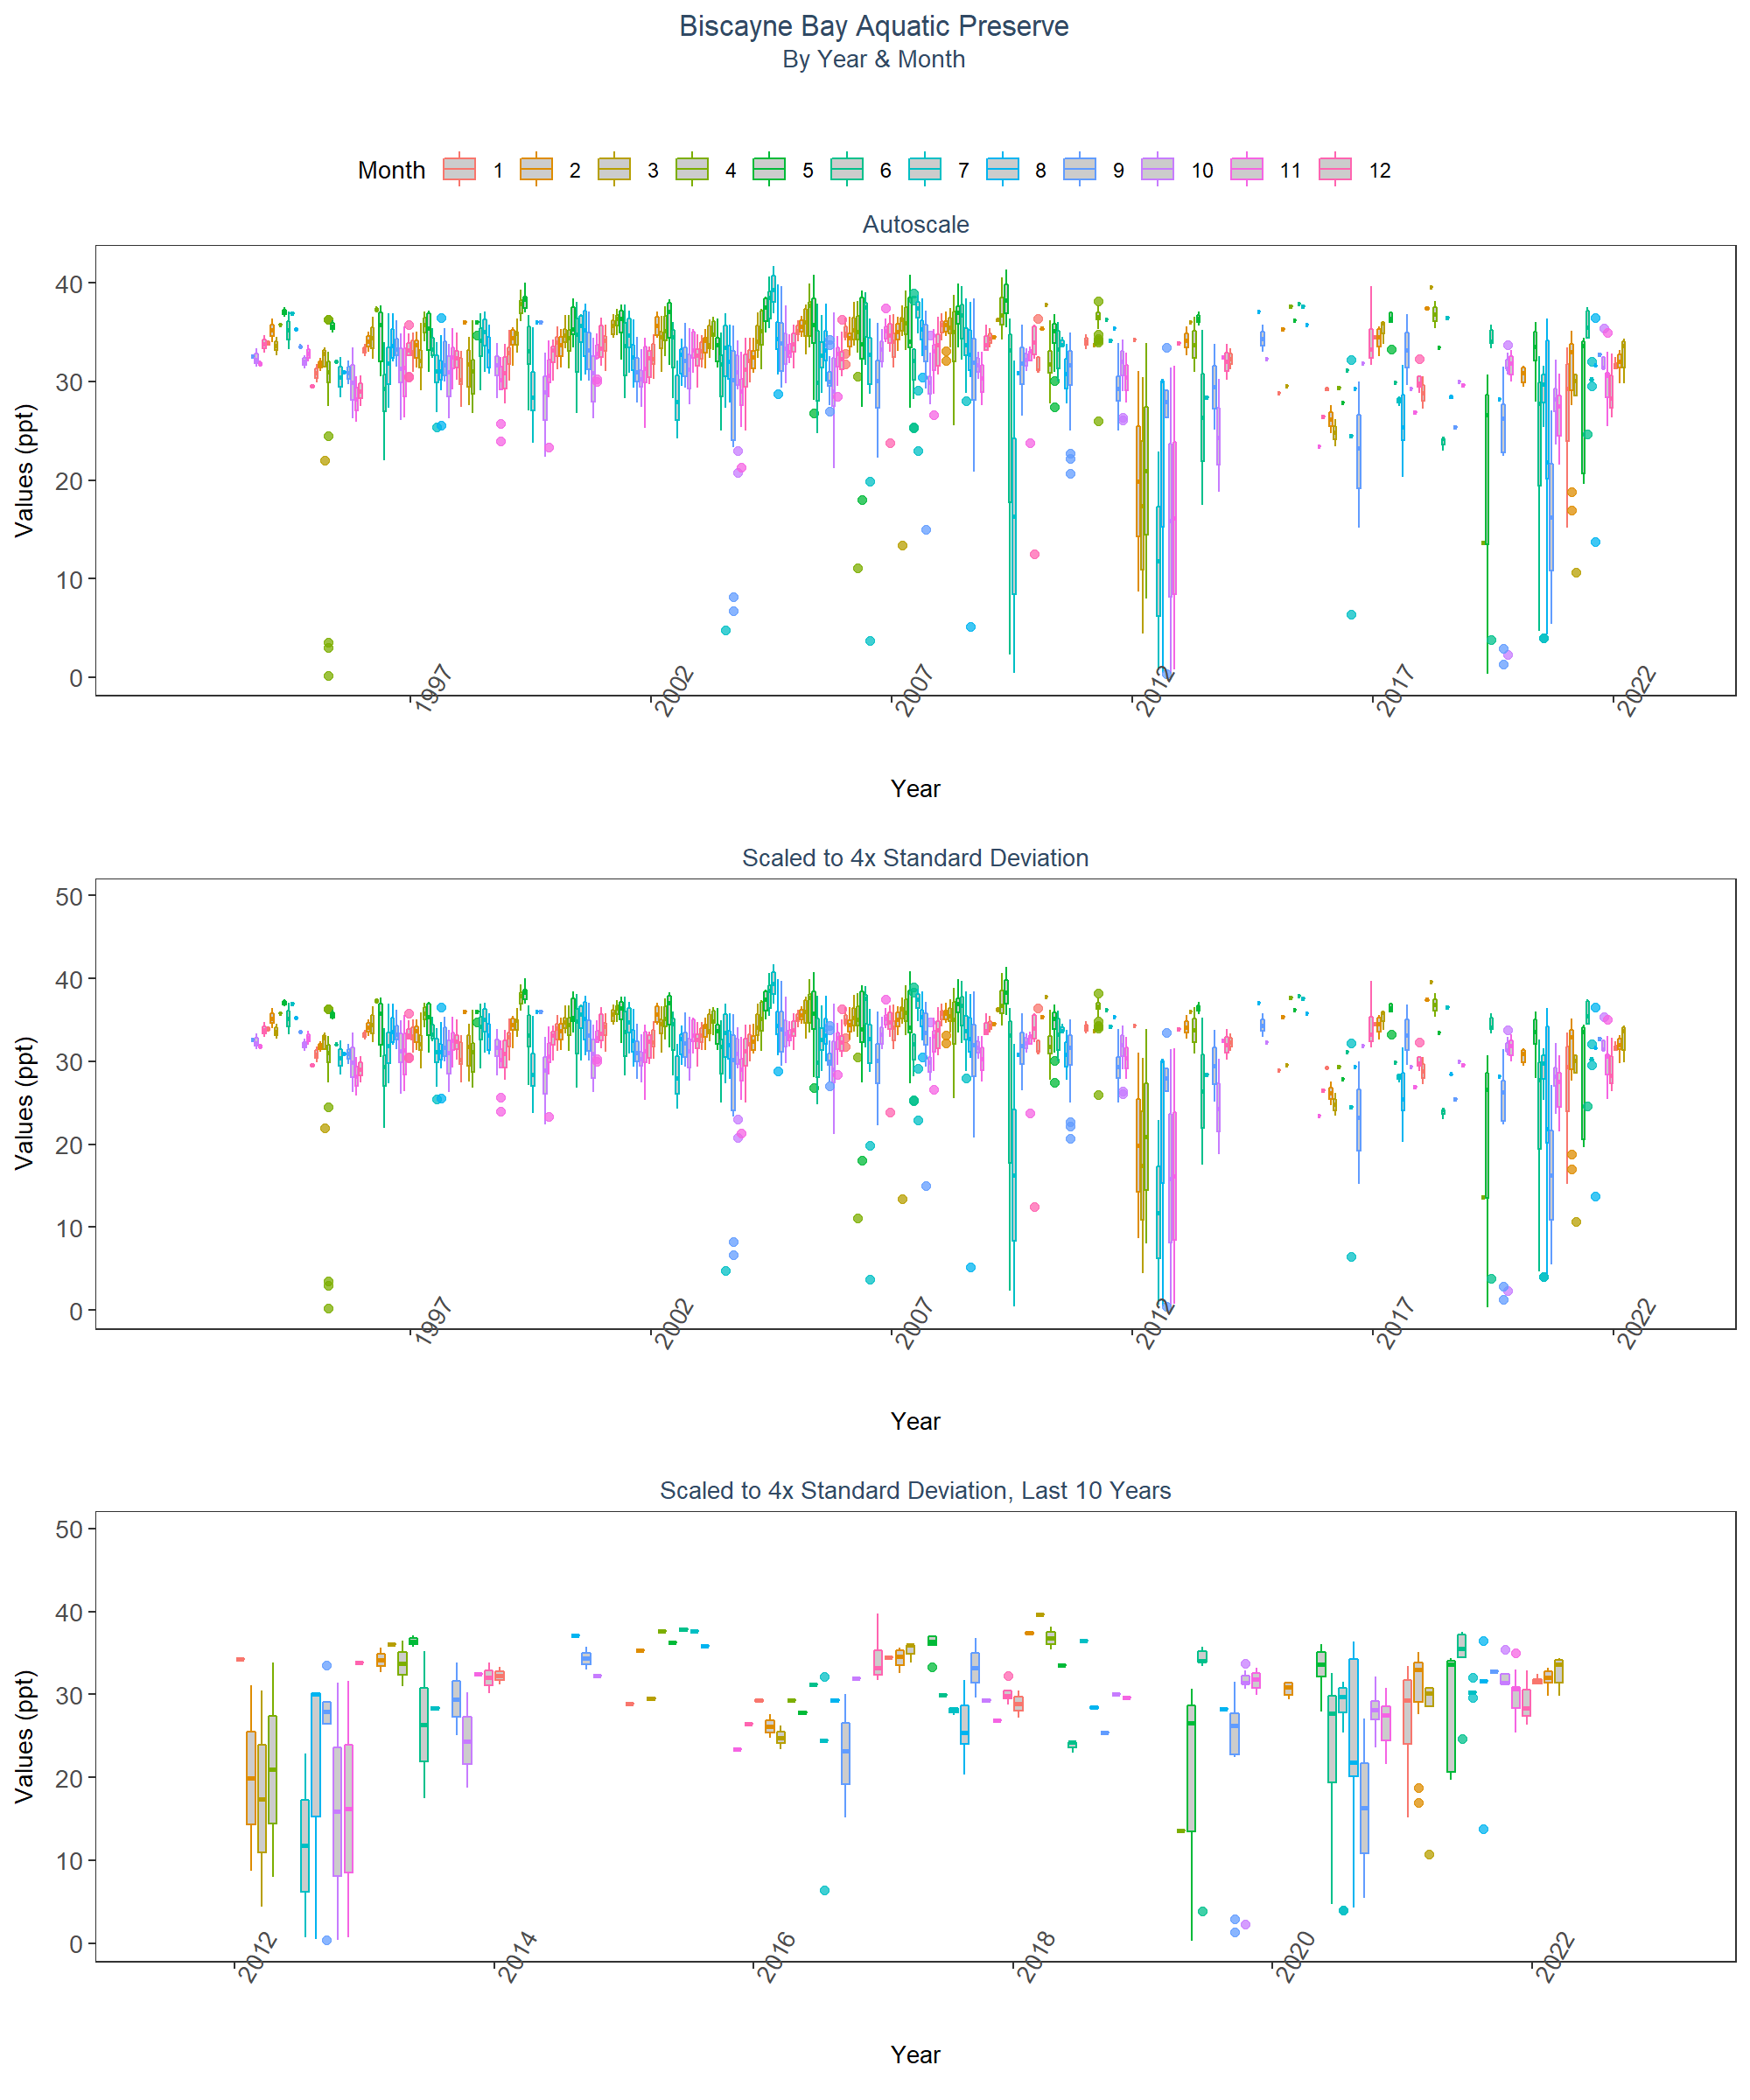 Biscayne Bay Aquatic Preserve
By Year & Month
Month 1 2 3 4 5 6 7 8 9 10 11 12
Autoscale
Values (ppt)
40
30
20
10
0
1997 2002 2007 2012 2017 2022
Year
Scaled to 4x Standard Deviation
Values (ppt)
50
40
30
20
10
0
1997 2002 2007 2012 2017 2022
Year
Scaled to 4x Standard Deviation, Last 10 Years
Values (ppt)
50
40
30
20
10
0
2012 2014 2016 2018 2020 2022
Year